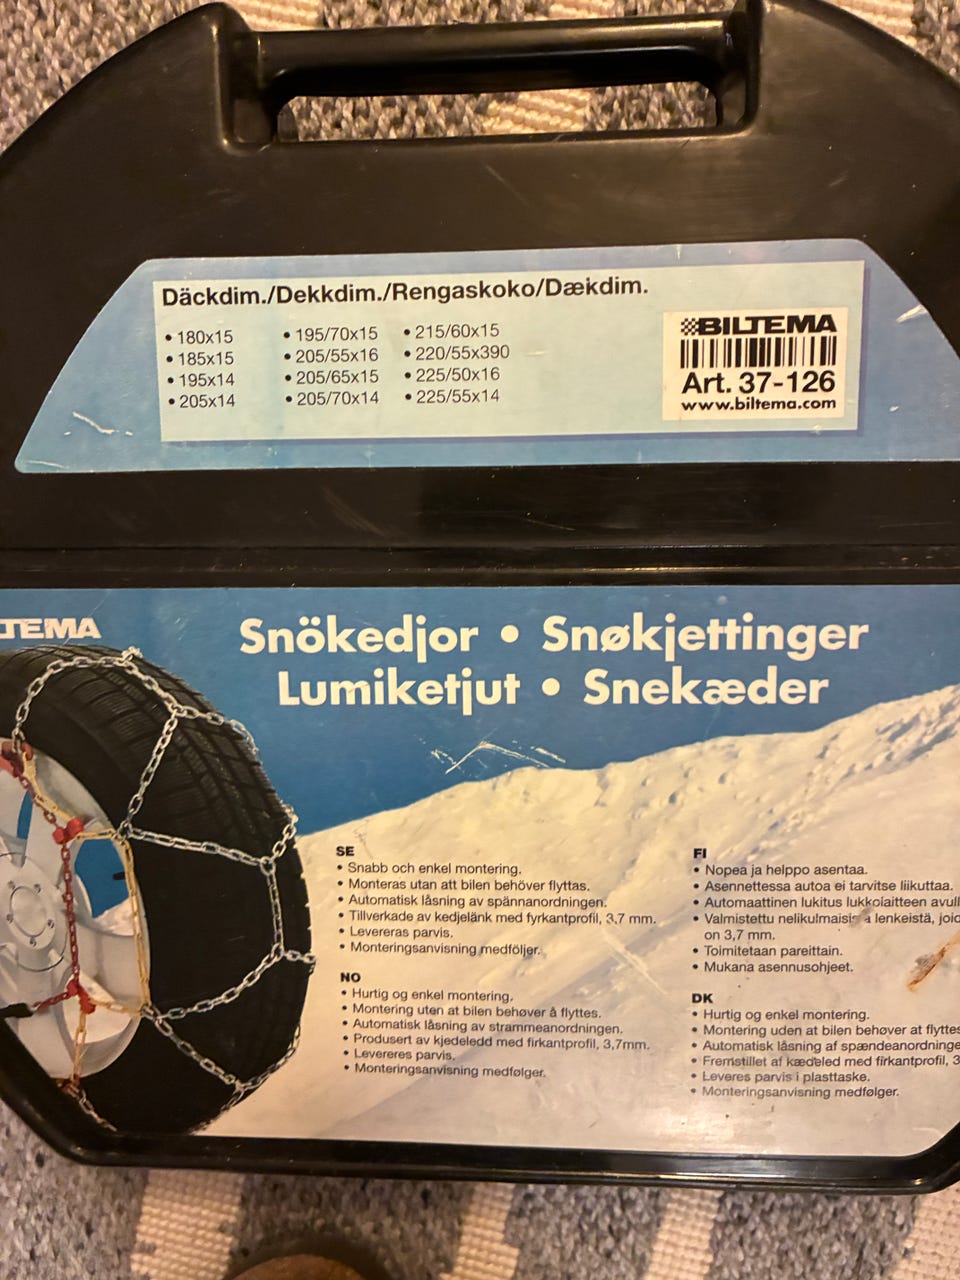 Däckdim./Dekkdim./Rengaskoko/Dækdim.
• 180x15
• 185x15
• 195x14
• 205x14
• 195/70x15
• 205/55x16
• 205/65x15
• 205/70x14
• 215/60x15
• 220/55x390
• 225/50x16
• 225/55x14
BILTEMA
Art. 37-126
www.biltema.com
TEMA
Snökedjor • Snøkjettinger
Lumiketjut • Snekæder
SE
• Snabb och enkel montering.
• Monteras utan att bilen behöver flyttas.
• Automatisk låsning av spännanordningen.
• Tillverkade av kedjelänk med fyrkantprofil, 3,7 mm.
• Levereras parvis.
• Monteringsanvisning medföljer.
NO
• Hurtig og enkel montering.
• Montering uten at bilen behøver å flyttes.
• Automatisk låsning av strammeanordningen.
• Produsert av kjedeledd med firkantprofil, 3,7mm.
• Levereres parvis.
• Monteringsanvisning medfølger.
FI
• Nopea ja helppo asentaa.
• Asennettessa autoa ei tarvitse liikuttaa.
• Automaattinen lukitus lukkolaitteen avull
• Valmistettu lenkeistä, joid
on 3,7 mm.
• Toimitetaan pareittain.
• Mukana asennusohjeet.
DK
• Hurtig og enkel montering.
• Montering uden at bilen behøver at flyttes
• Automatisk låsning af spændeanordninge
• Fremstillet af kædeled med firkantprofil, 3
• Leveres parvis i plasttaske.
• Monteringsanvisning medfølger.